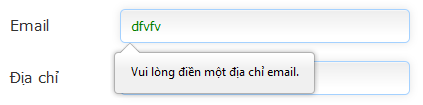 Email
dfvfv
Vui lòng điền một địa chỉ email.
Địa chỉ